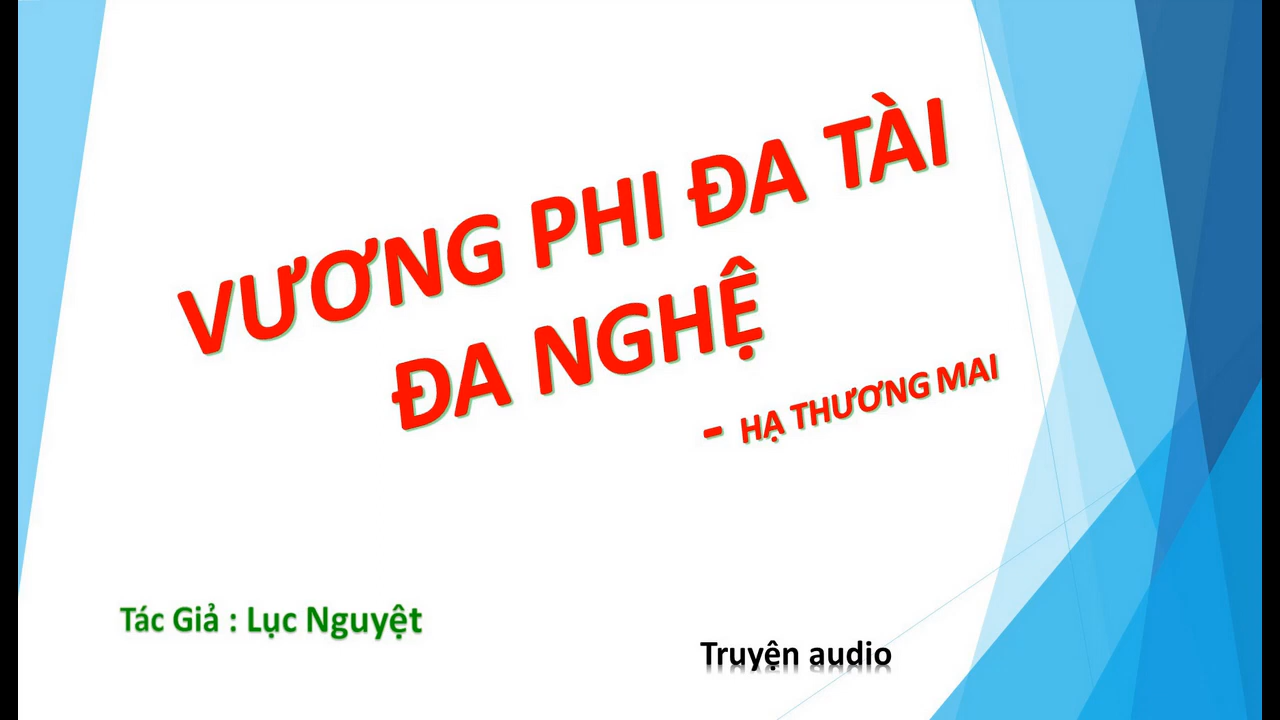 VƯƠNG PHI ĐA TÀI
ĐA NGHỆ
- HẠ THƯƠNG MAI
Tác Giả : Lục Nguyệt
Truyện audio